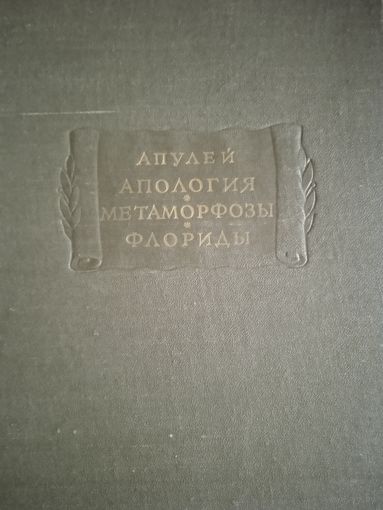 АПУЛЕЙ
АПОЛОГИЯ
*
МЕТАМОРФОЗЫ
*
ФЛОРИДЫ